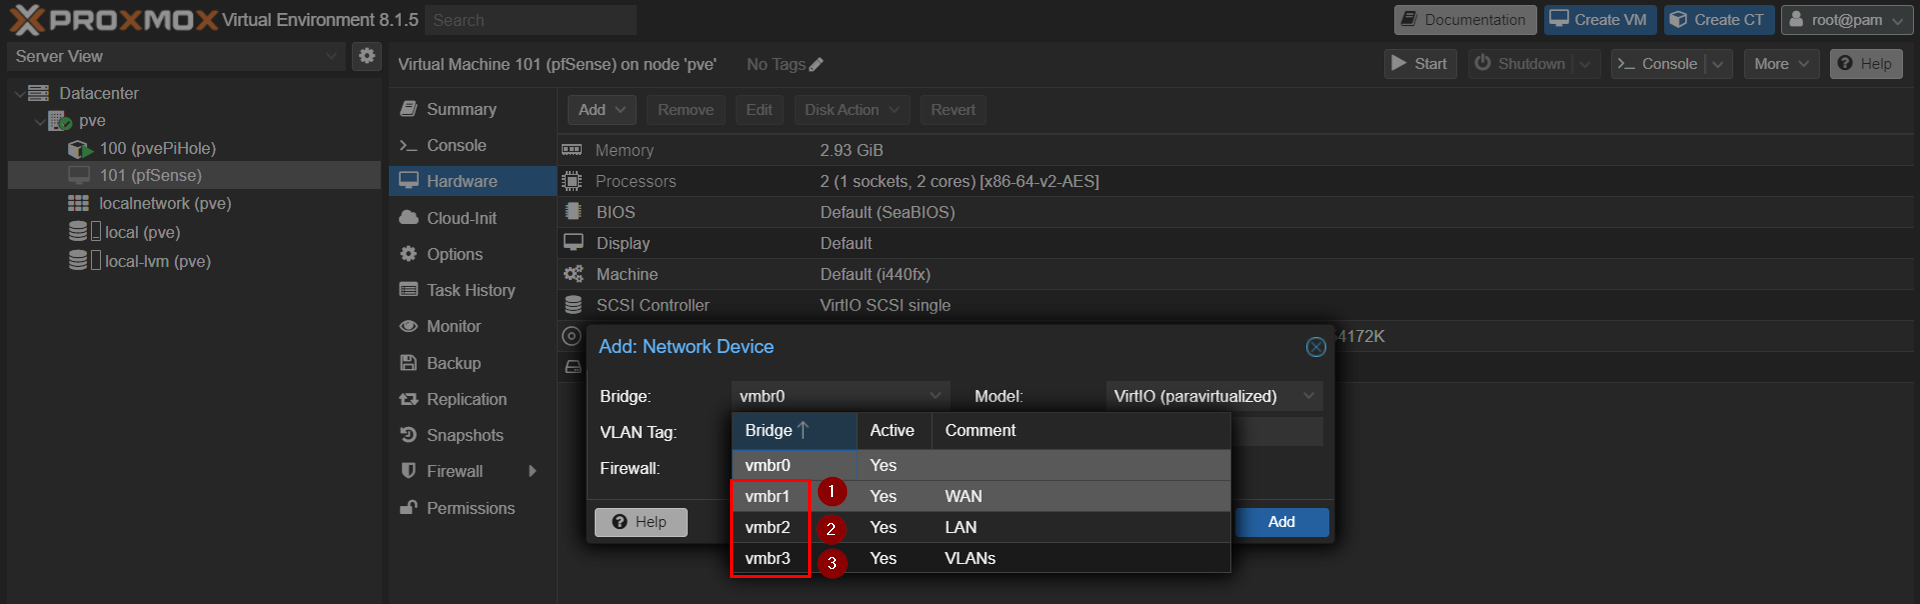 PROXMOX Virtual Environment 8.1.5 Search Documentation Create VM Create CT root@pam
Server View
Virtual Machine 101 (pfSense) on node 'pve' No Tags Start Shutdown Console More Help
Datacenter
pve
100 (pvePiHole)
101 (pfSense)
localnetwork (pve)
local (pve)
local-lvm (pve)
Summary
Console
Hardware
Cloud-Init
Options
Task History
Monitor
Backup
Replication
Snapshots
Firewall
Permissions
Add Remove Edit Disk Action Revert
Memory 2.93 GiB
Processors 2 (1 sockets, 2 cores) [x86-64-v2-AES]
BIOS Default (SeaBIOS)
Display Default
Machine Default (i440fx)
SCSI Controller VirtIO SCSI single
4172K
Add: Network Device
Bridge: vmbr0 Model: VirtIO (paravirtualized)
VLAN Tag:
Firewall:
Bridge Active Comment
vmbr0 Yes
vmbr1 1 Yes WAN
vmbr2 2 Yes LAN
vmbr3 3 Yes VLANs
Help Add